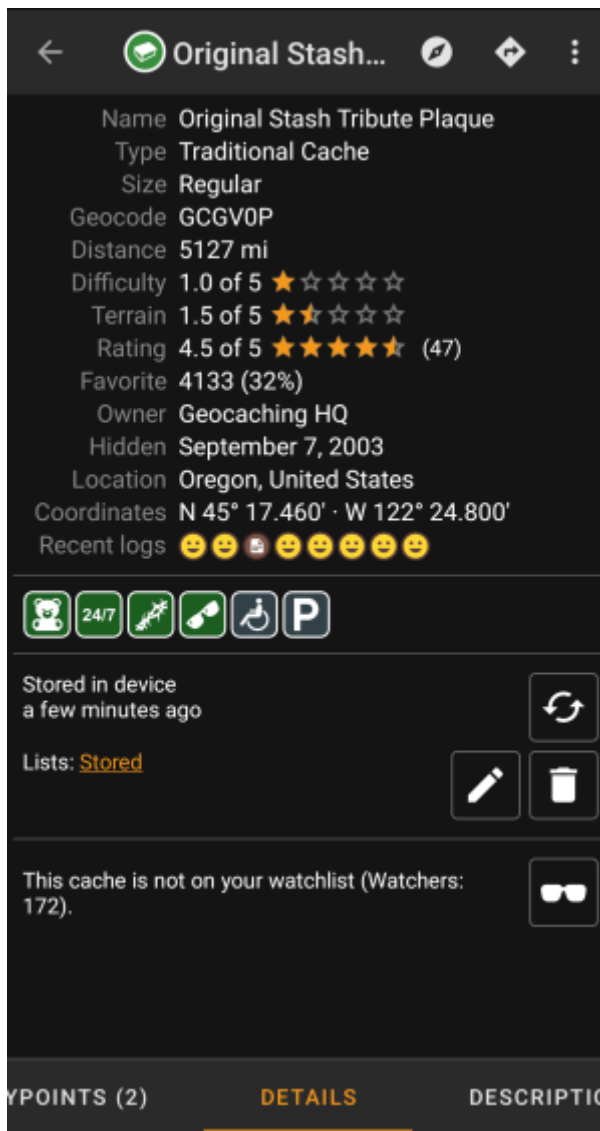 Original Stash...
Name Original Stash Tribute Plaque
Type Traditional Cache
Size Regular
Geocode GCGV0P
Distance 5127 mi
Difficulty 1.0 of 5
Terrain 1.5 of 5
Rating 4.5 of 5 (47)
Favorite 4133 (32%)
Owner Geocaching HQ
Hidden September 7, 2003
Location Oregon, United States
Coordinates N 45° 17.460' · W 122° 24.800'
Recent logs
24/7 P
Stored in device
a few minutes ago
Lists: Stored
This cache is not on your watchlist (Watchers:
172).
YPOINTS (2) DETAILS DESCRIPTIO